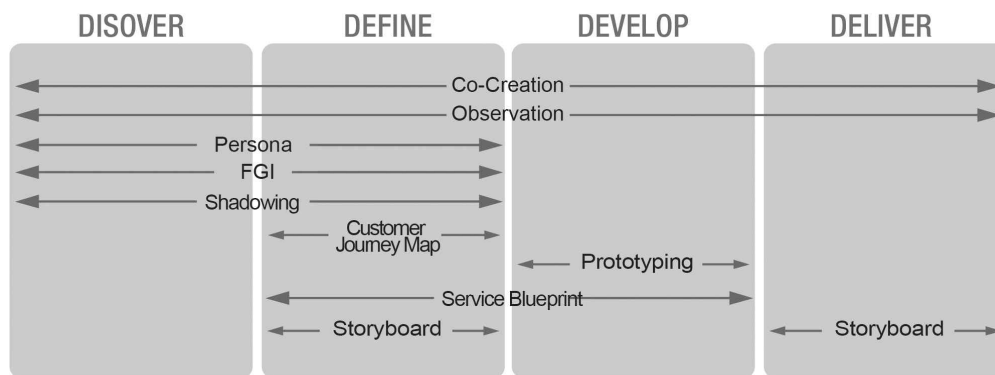 DISOVER DEFINE DEVELOP DELIVER
Co-Creation
Observation
Persona
FGI
Shadowing
Customer
Journey Map
Prototyping
Service Blueprint
Storyboard Storyboard